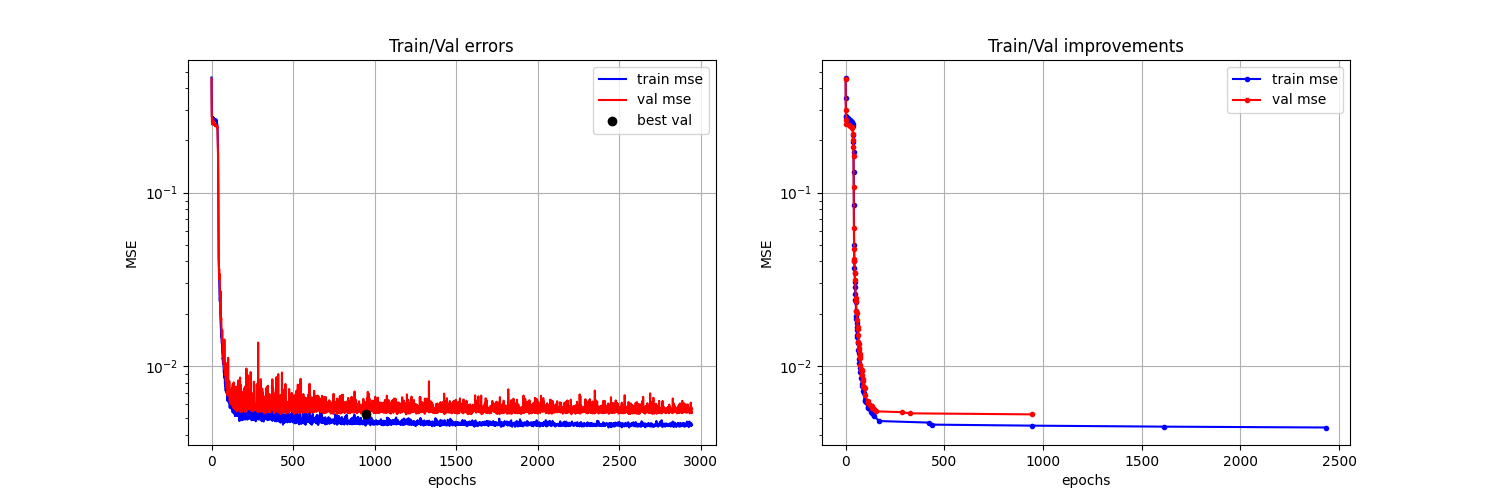 Train/Val errors
train mse
val mse
best val
MSE
10⁻¹
10⁻²
0
500
1000
1500
2000
2500
3000
epochs
Train/Val improvements
train mse
val mse
MSE
10⁻¹
10⁻²
0
500
1000
1500
2000
2500
epochs